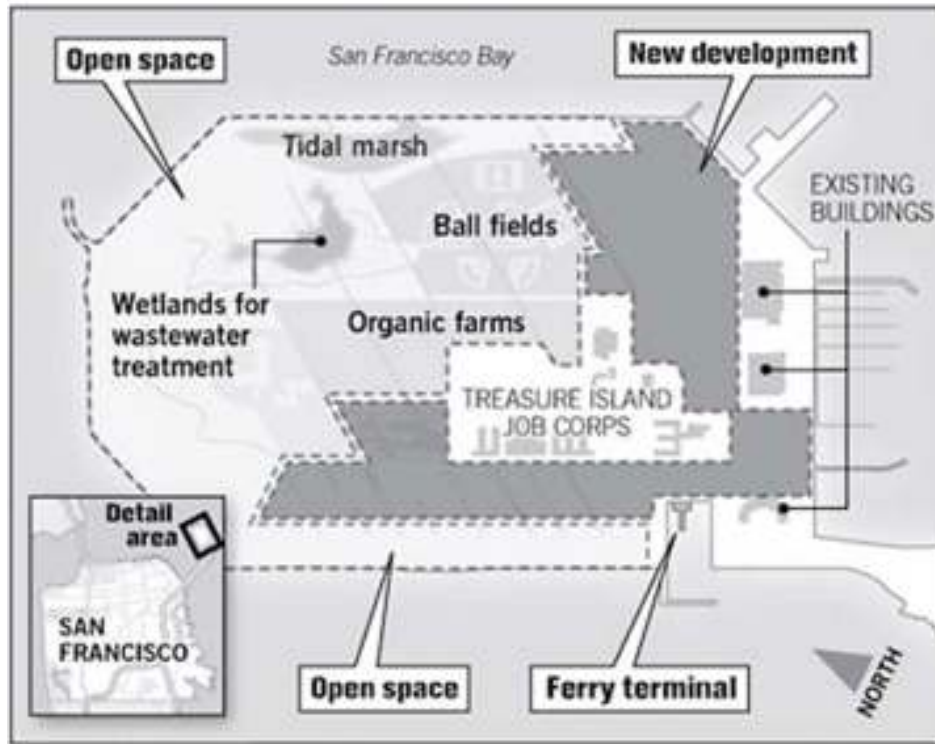 San Francisco Bay
Open space
New development
Tidal marsh
EXISTING
BUILDINGS
Ball fields
Wetlands for
wastewater
treatment
Organic farms
TREASURE ISLAND
JOB CORPS
Detail
area
SAN
FRANCISCO
Open space
Ferry terminal
NORTH